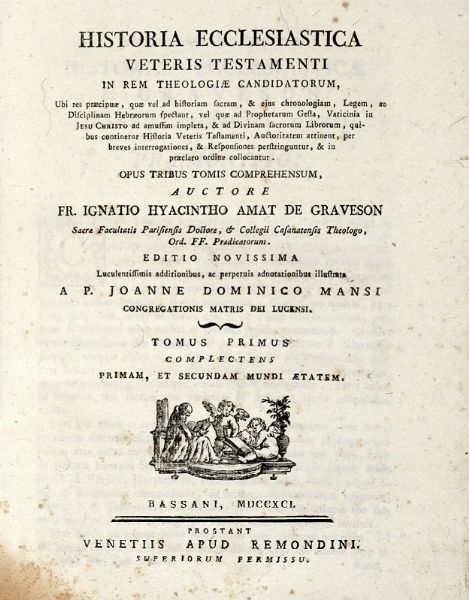 HISTORIA ECCLESIASTICA
VETERIS TESTAMENTI
IN REM THEOLOGIÆ CANDIDATORUM,
Ubi res præcipuæ, quæ vel ad historiam sacram, & ejus chronologiam, Legem, ac
Disciplinam Hebræorum spectant, vel quæ ad Prophetarum Gesta, Vaticinia in
JESU CHRISTO ad amussim impleta, & ad Divinam sacrorum Librorum, qui-
bus continetur Historia Veteris Testamenti, Auctoritatem attinent, per
breves interrogationes, & Responsiones perstringuntur, & in
præclaro ordine collocantur.
OPUS TRIBUS TOMIS COMPREHENSUM,
AUCTORE
FR. IGNATIO HYACINTHO AMAT DE GRAVESON
Sacræ Facultatis Parisiensis Doctore, & Collegii Casanatensis Theologo,
Ord. FF. Prædicatorum.
EDITIO NOVISSIMA
Luculentissimis additionibus, ac perpetuis adnotationibus illustrata
A P. JOANNE DOMINICO MANSI
CONGREGATIONIS MATRIS DEI LUCENSI.
TOMUS PRIMUS
COMPLECTENS
PRIMAM, ET SECUNDAM MUNDI ÆTATEM.
BASSANI, MDCCXCI.
PROSTANT
VENETIIS APUD REMONDINI.
SUPERIORUM PERMISSU.